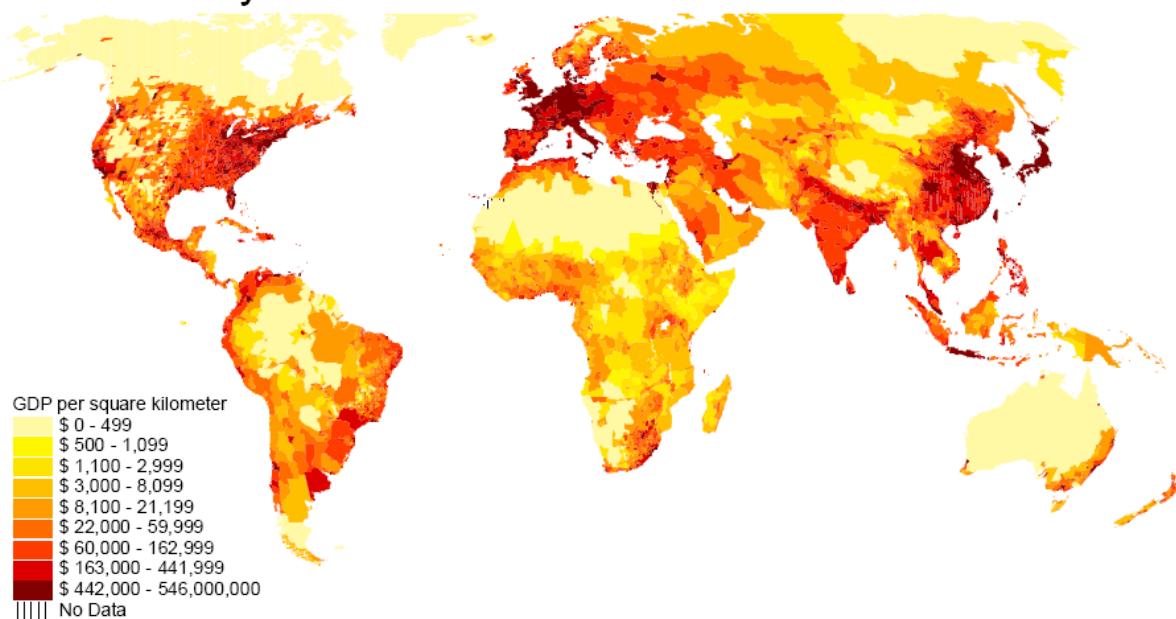 GDP per square kilometer
$ 0 - 499
$ 500 - 1,099
$ 1,100 - 2,999
$ 3,000 - 8,099
$ 8,100 - 21,199
$ 22,000 - 59,999
$ 60,000 - 162,999
$ 163,000 - 441,999
$ 442,000 - 546,000,000
No Data